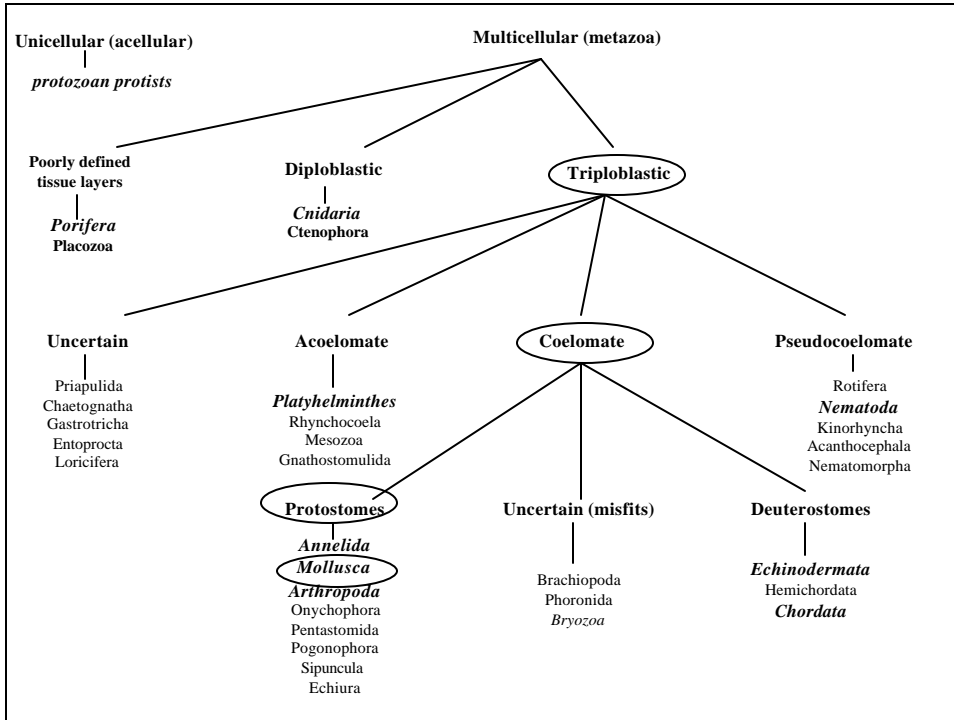 Unicellular (acellular)
protozoan protists
Multicellular (metazoa)
Poorly defined
tissue layers
Porifera
Placozoa
Diploblastic
Cnidaria
Ctenophora
Triploblastic
Uncertain
Priapulida
Chaetognatha
Gastrotricha
Entoprocta
Loricifera
Acoelomate
Platyhelminthes
Rhynchocoela
Mesozoa
Gnathostomulida
Coelomate
Pseudocoelomate
Rotifera
Nematoda
Kinorhyncha
Acanthocephala
Nematomorpha
Protostomes
Annelida
Mollusca
Arthropoda
Onychophora
Pentastomida
Pogonophora
Sipuncula
Echiura
Uncertain (misfits)
Brachiopoda
Phoronida
Bryozoa
Deuterostomes
Echinodermata
Hemichordata
Chordata